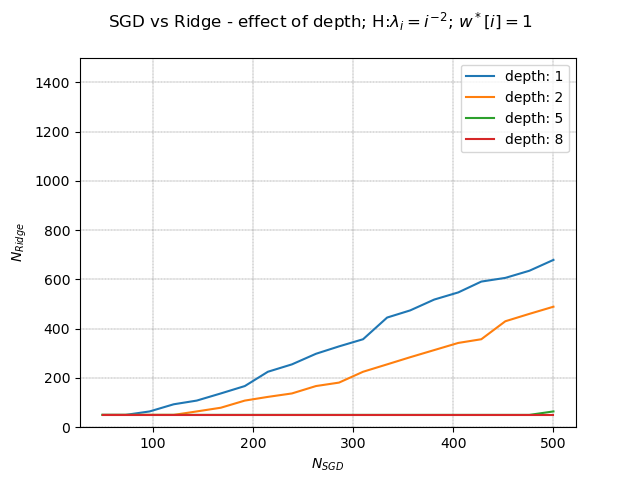 SGD vs Ridge - effect of depth; H:λᵢ = i⁻²; w*[i] = 1
1400
1200
1000
800
600
400
200
0
N_Ridge
depth: 1
depth: 2
depth: 5
depth: 8
100 200 300 400 500
N_SGD